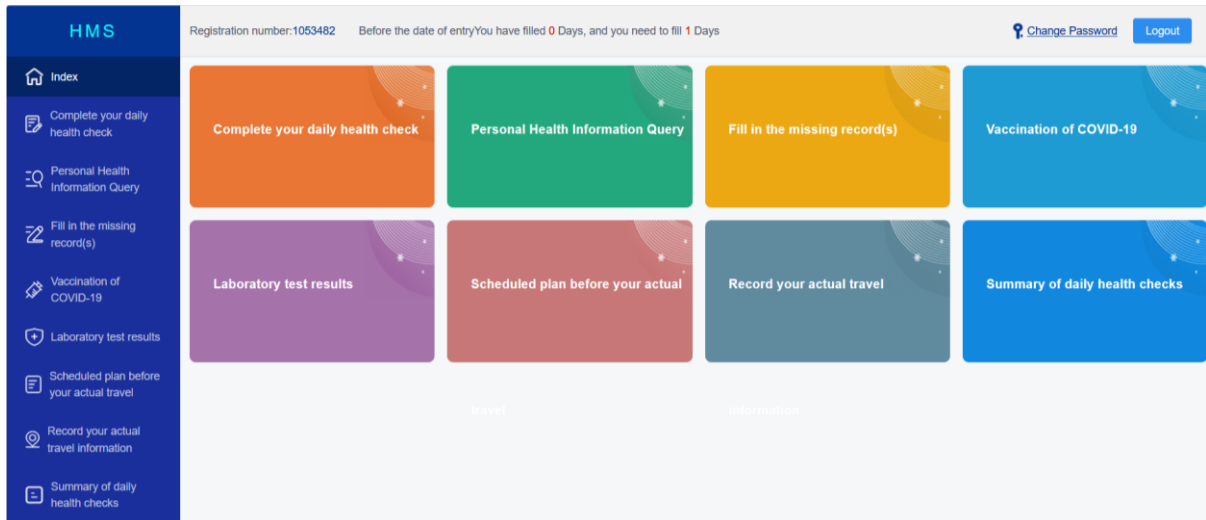 HMS
Registration number:1053482 Before the date of entryYou have filled 0 Days, and you need to fill 1 Days
Change Password
Logout
Index
Complete your daily
health check
Personal Health
Information Query
Fill in the missing
record(s)
Vaccination of
COVID-19
Laboratory test results
Scheduled plan before
your actual travel
Record your actual
travel information
Summary of daily
health checks
Complete your daily health check
Personal Health Information Query
Fill in the missing record(s)
Vaccination of COVID-19
Laboratory test results
Scheduled plan before your actual
travel
Record your actual travel
information
Summary of daily health checks